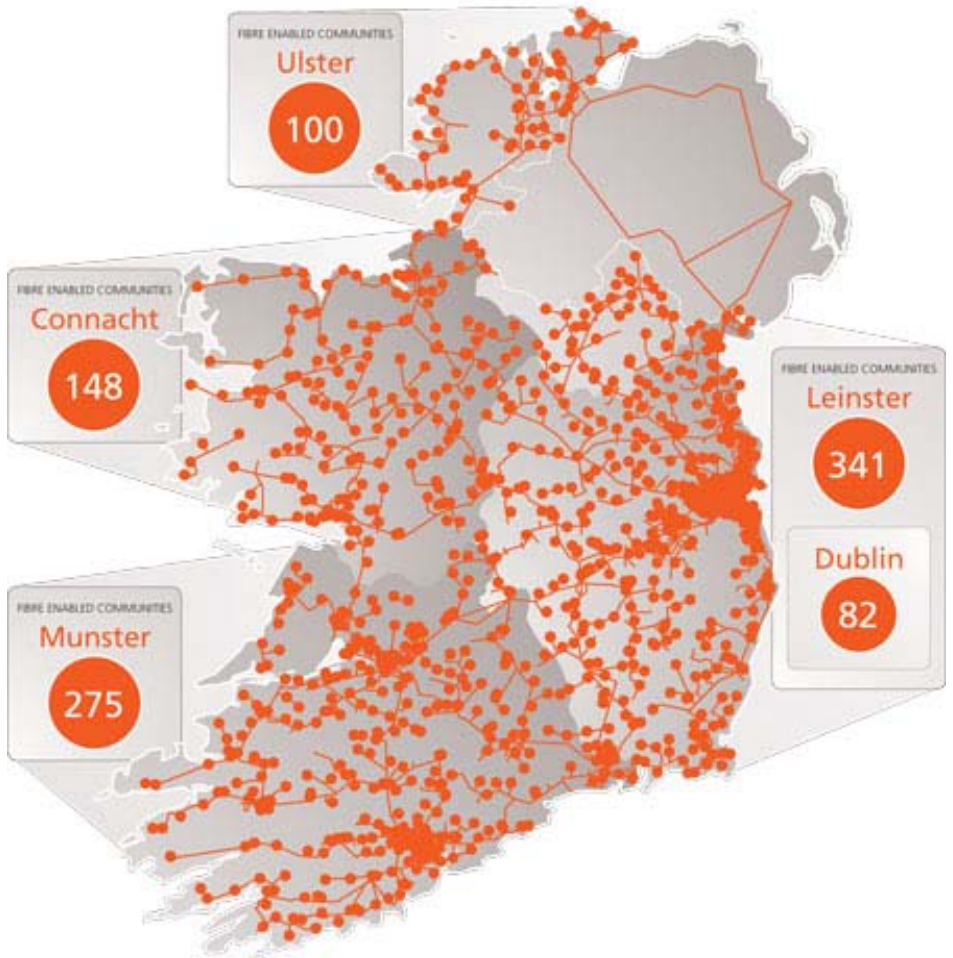 FIBRE ENABLED COMMUNITIES
Ulster
100
FIBRE ENABLED COMMUNITIES
Connacht
148
FIBRE ENABLED COMMUNITIES
Leinster
341
Dublin
82
FIBRE ENABLED COMMUNITIES
Munster
275